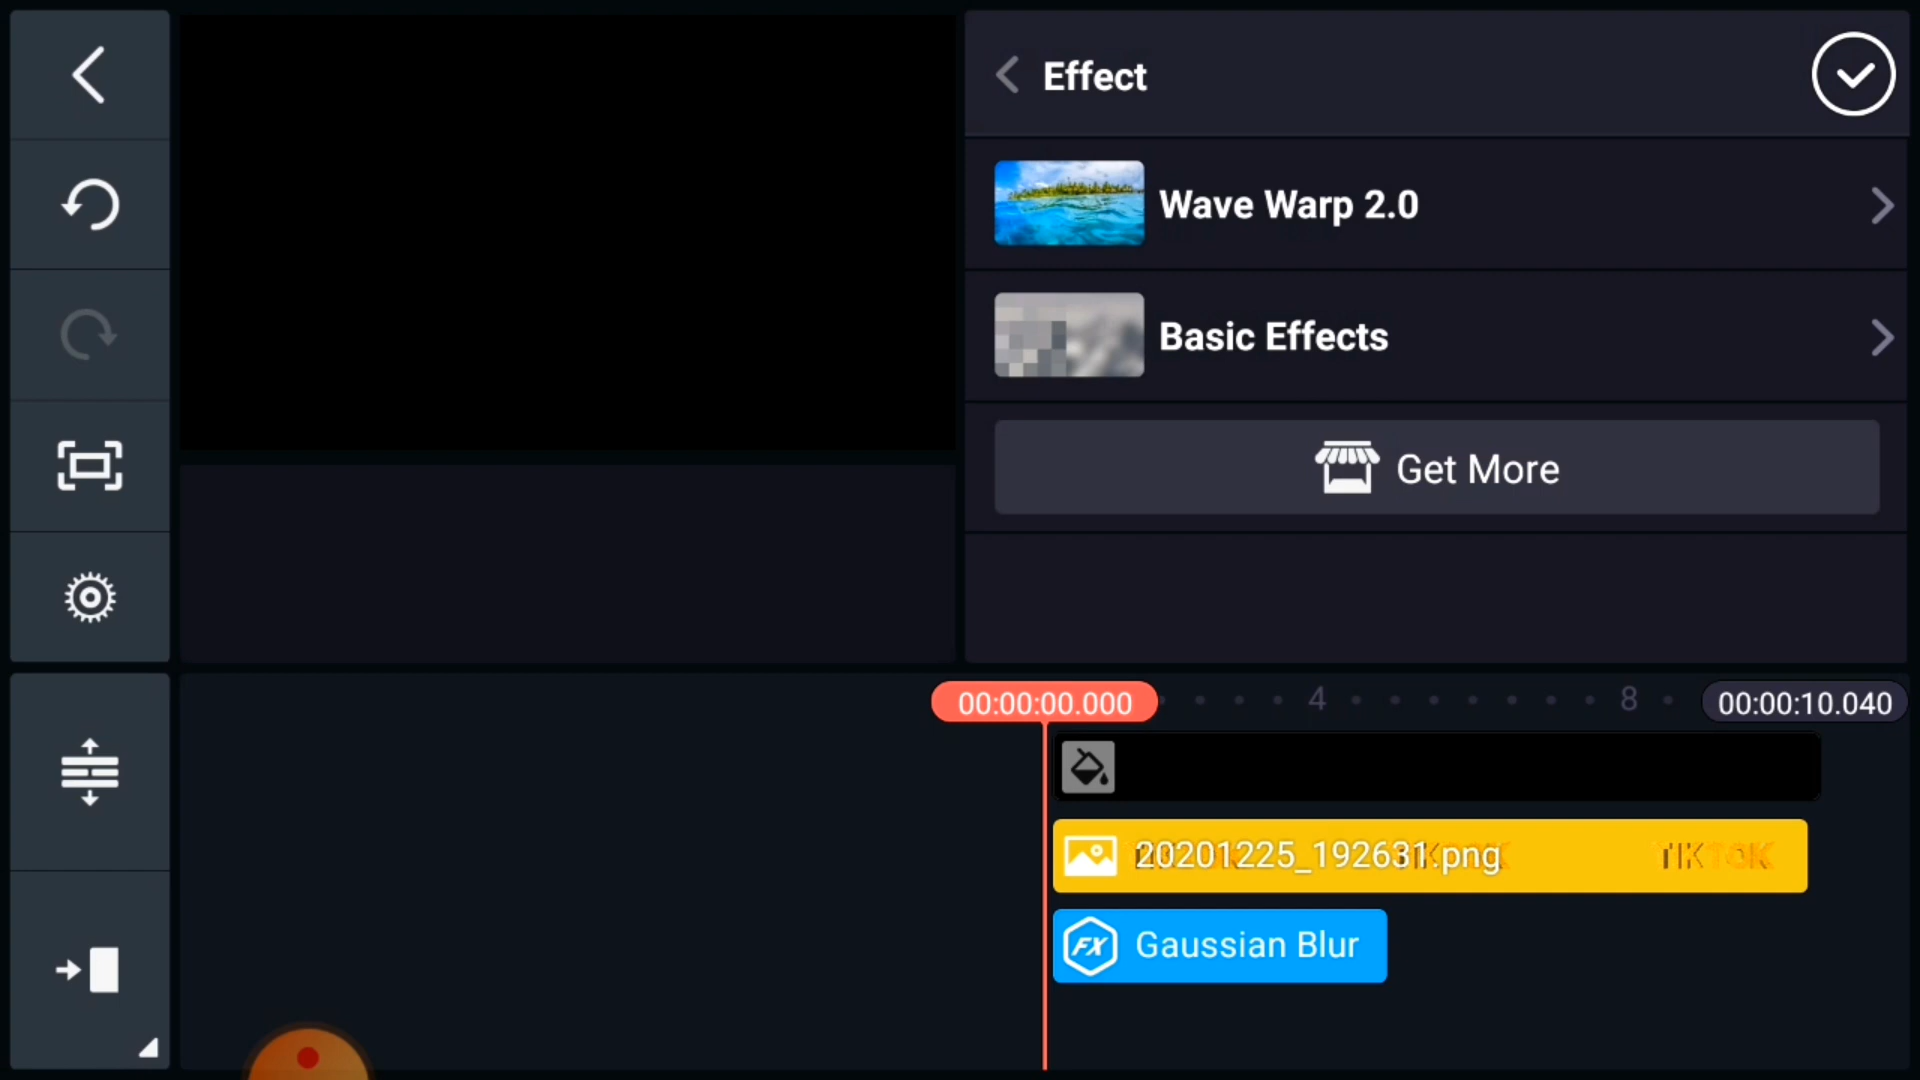 Effect
Wave Warp 2.0
Basic Effects
Get More
00:00:00.000
4
8
00:00:10.040
20201225_192631.png
TIKTOK
FX Gaussian Blur